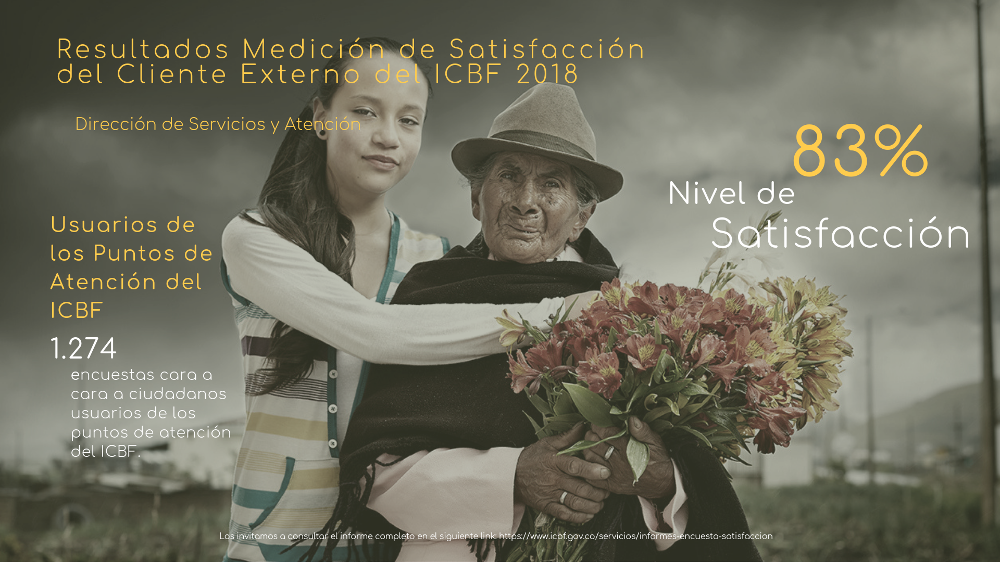 Resultados Medición de Satisfacción
del Cliente Externo del ICBF 2018
Dirección de Servicios y Atención
83%
Nivel de
Satisfacción
Usuarios de
los Puntos de
Atención del
ICBF
1.274
encuestas cara a
cara a ciudadanos
usuarios de los
puntos de atención
del ICBF.
Los invitamos a consultar el informe completo en el siguiente link: https://www.icbf.gov.co/servicios/informes-encuesta-satisfaccion